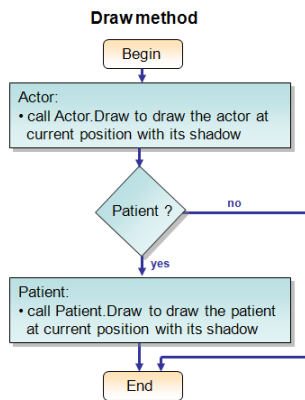 Draw method
Begin
Actor:
• call Actor.Draw to draw the actor at
current position with its shadow
Patient ?
no
yes
Patient:
• call Patient.Draw to draw the patient
at current position with its shadow
End